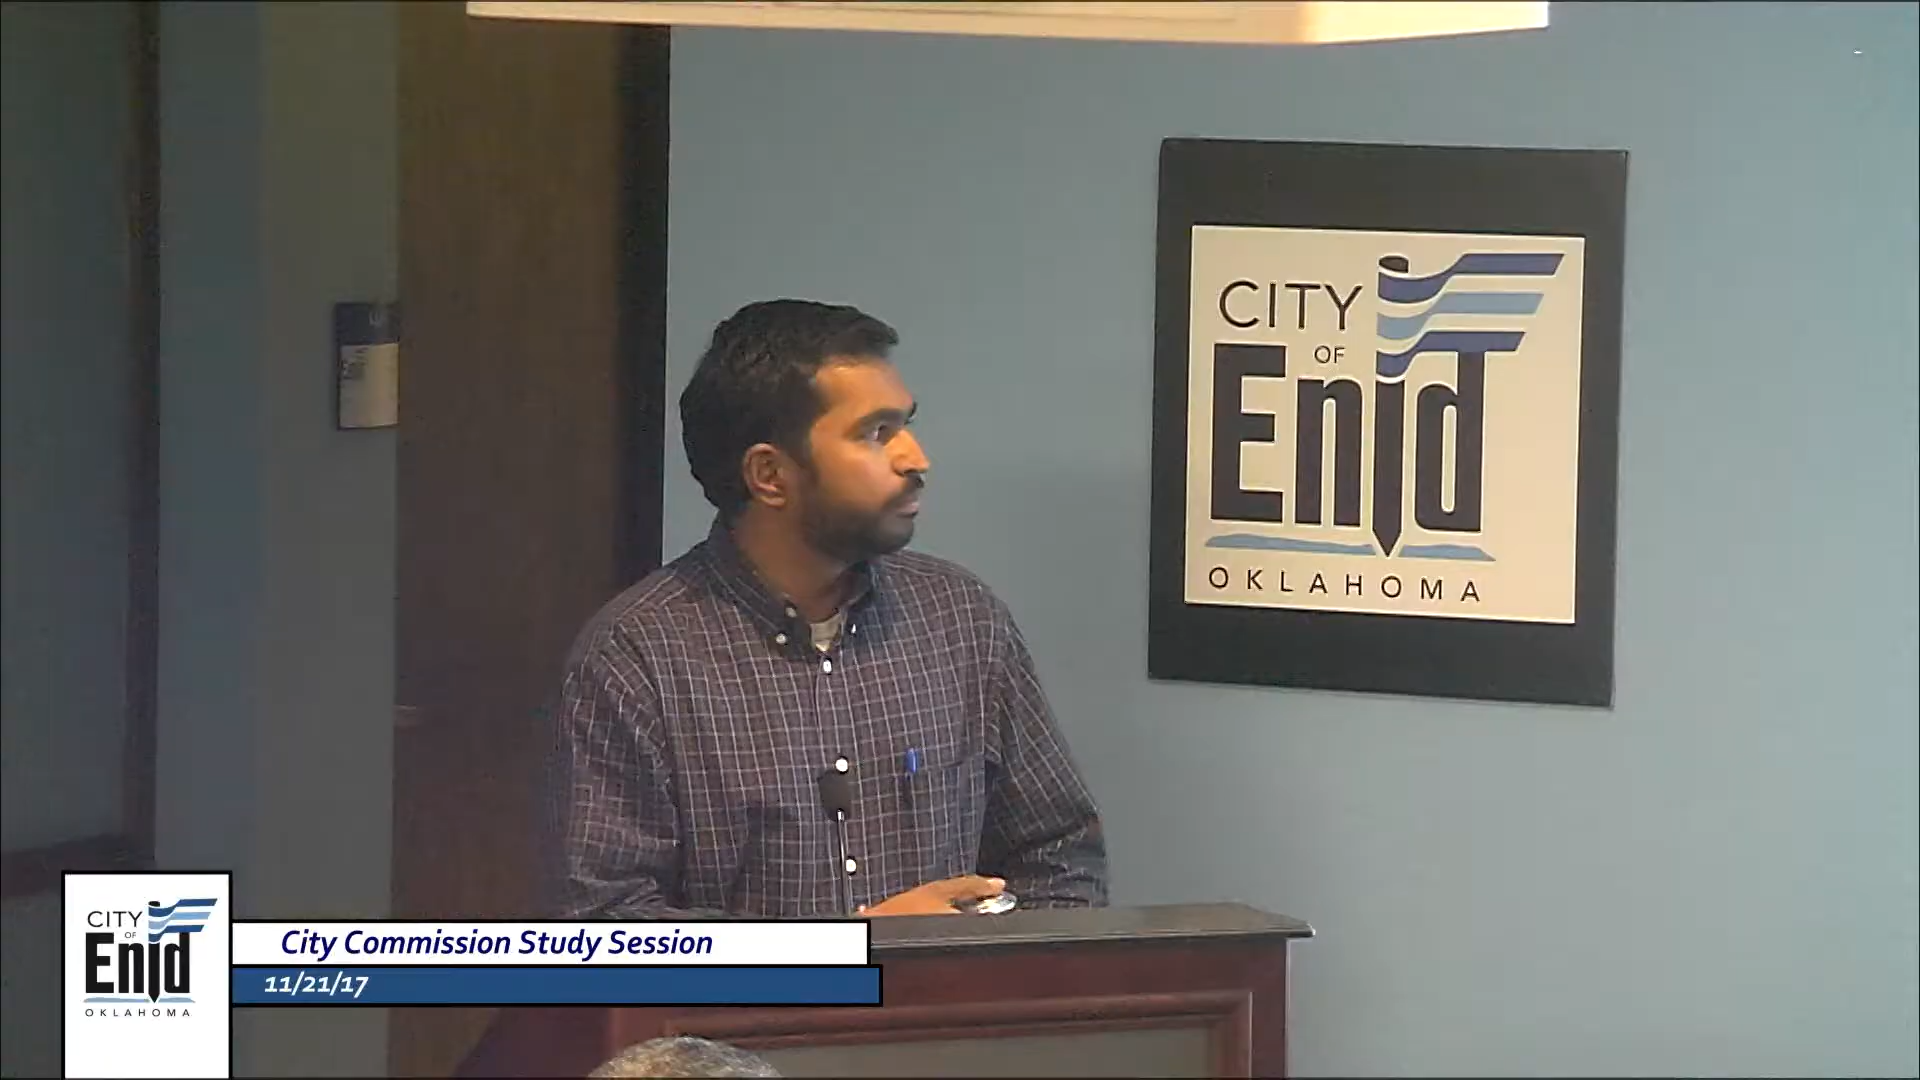 CITY
OF
Enid
OKLAHOMA
CITY
OF
Enid
OKLAHOMA
City Commission Study Session
11/21/17